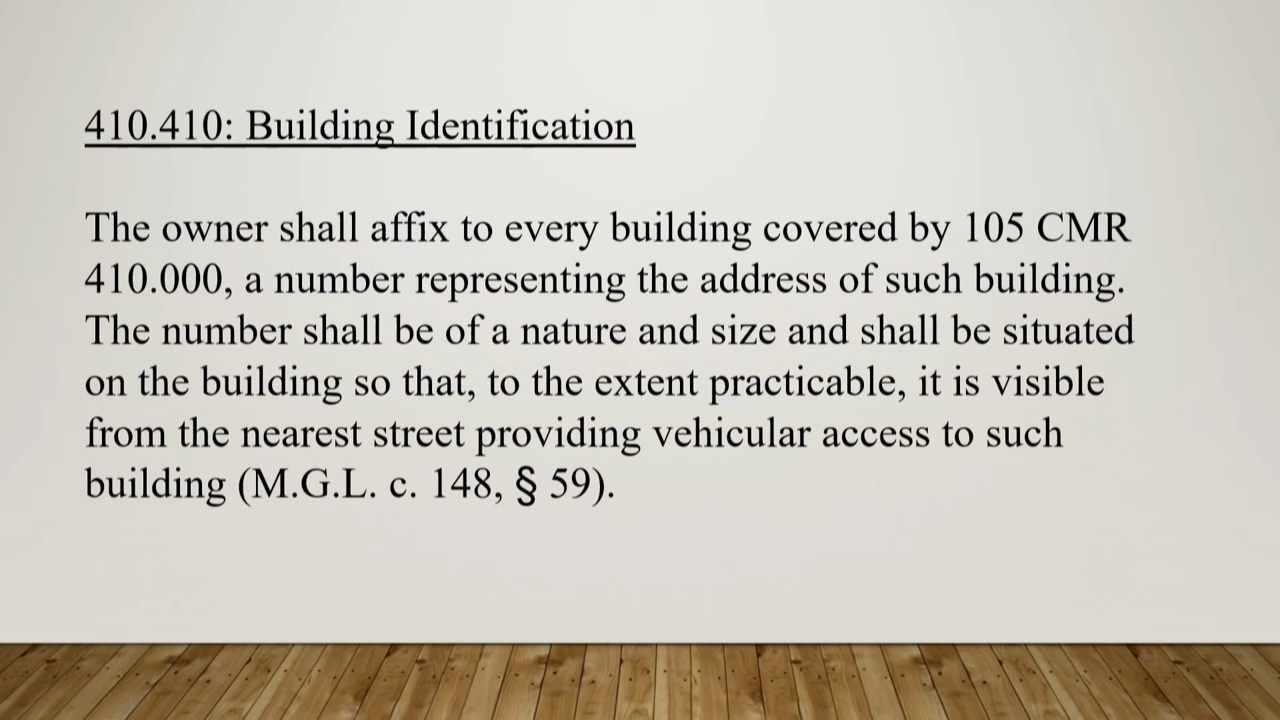 410.410: Building Identification
The owner shall affix to every building covered by 105 CMR
410.000, a number representing the address of such building.
The number shall be of a nature and size and shall be situated
on the building so that, to the extent practicable, it is visible
from the nearest street providing vehicular access to such
building (M.G.L. c. 148, § 59).